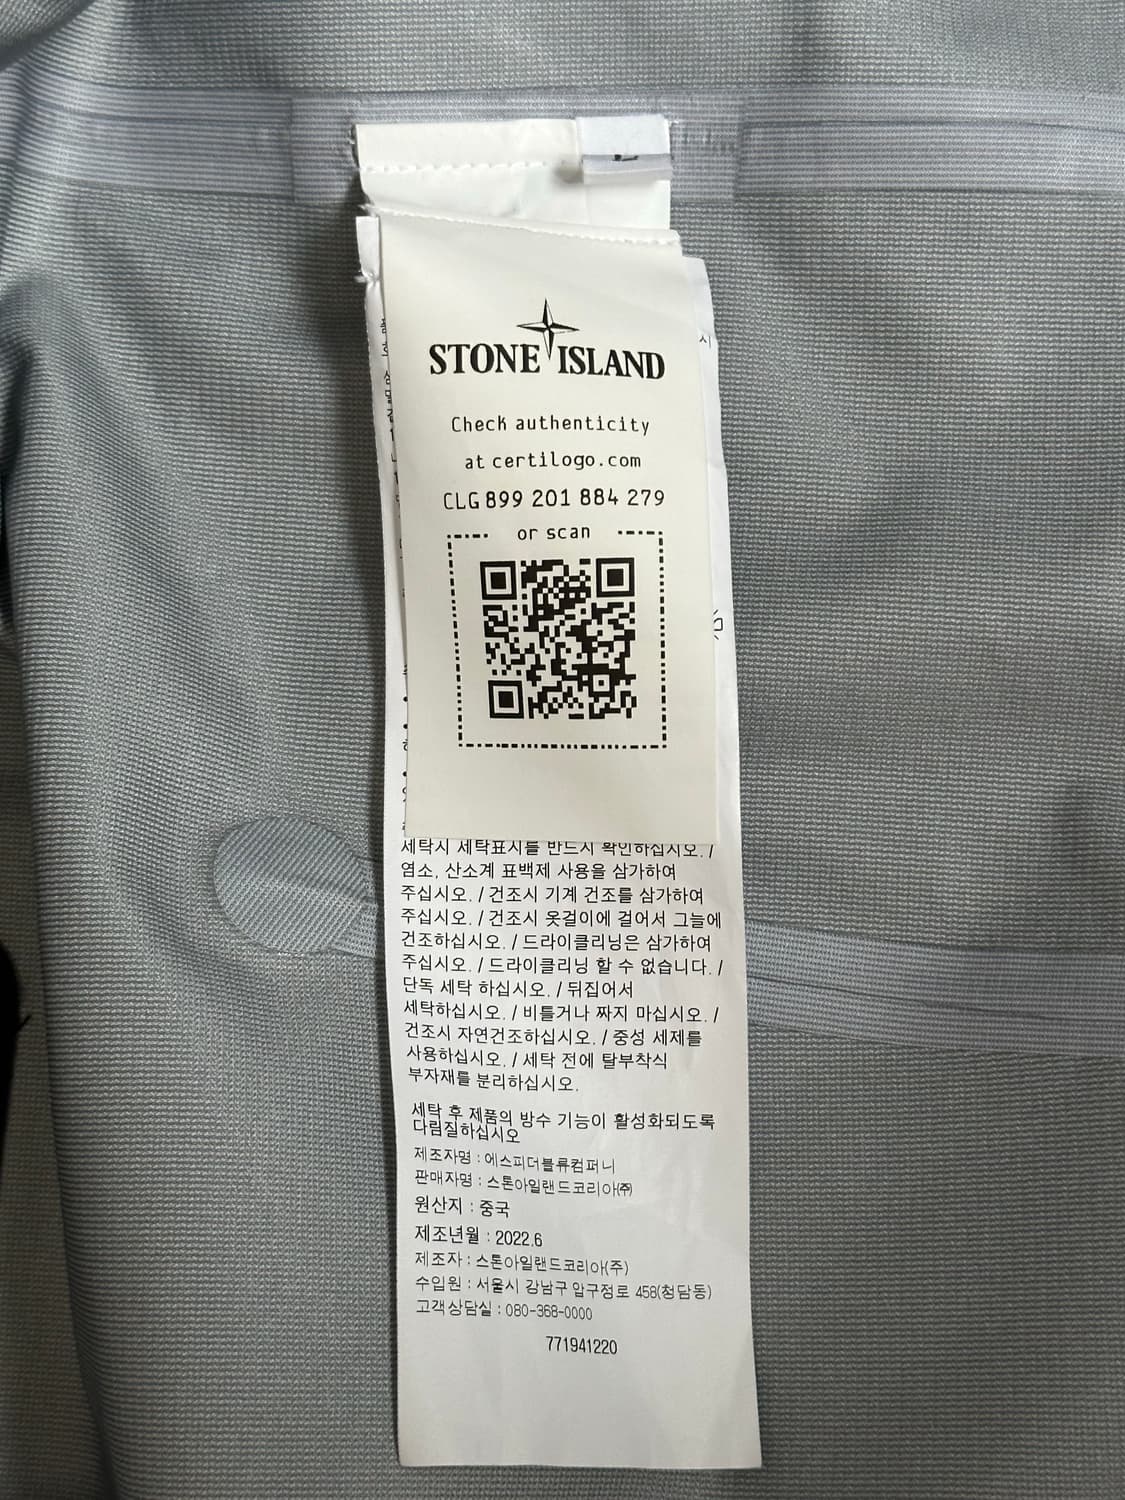 STONE ISLAND
Check authenticity
at certilogo.com
CLG 899 201 884 279
or scan
세탁시 세탁표시를 반드시 확인하십시오. /
염소, 산소계 표백제 사용을 삼가하여
주십시오. / 건조시 기계 건조를 삼가하여
주십시오. / 건조시 옷걸이에 걸어서 그늘에
건조하십시오. / 드라이클리닝은 삼가하여
주십시오. / 드라이클리닝 할 수 없습니다. /
단독 세탁 하십시오. / 뒤집어서
세탁하십시오. / 비틀거나 짜지 마십시오. /
건조시 자연건조하십시오. / 중성 세제를
사용하십시오. / 세탁 전에 탈부착식
부자재를 분리하십시오.
세탁 후 제품의 방수 기능이 활성화되도록
다림질하십시오
제조자명 : 에스피더블류컴퍼니
판매자명 : 스톤아일랜드코리아㈜
원산지 : 중국
제조년월 : 2022.6
제조자 : 스톤아일랜드코리아(주)
수입원 : 서울시 강남구 압구정로 458(청담동)
고객상담실 : 080-368-0000
771941220